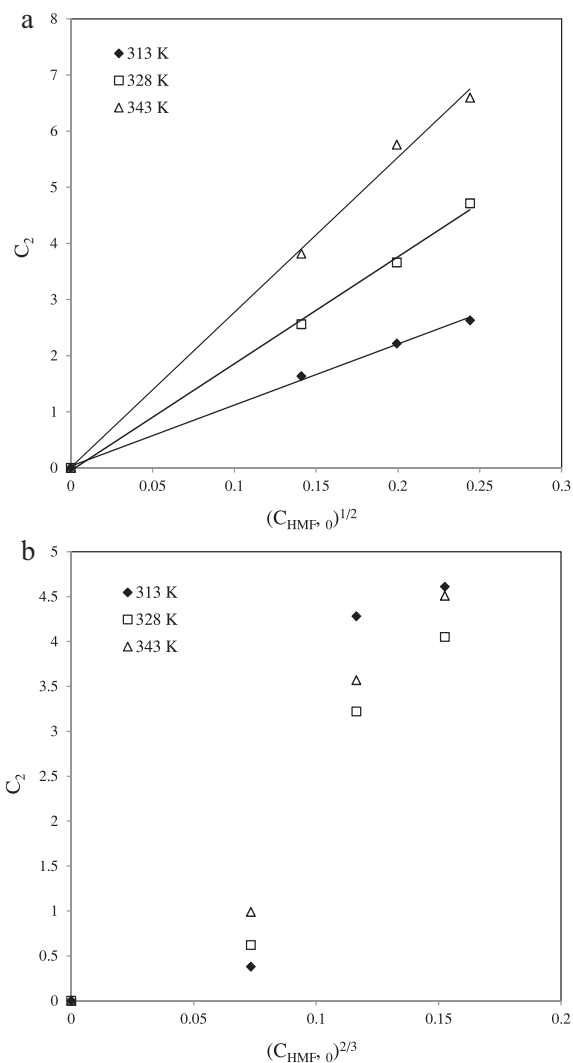 a
8
7
6
5
4
3
2
1
0
C₂
◆ 313 K
□ 328 K
△ 343 K
0 0.05 0.1 0.15 0.2 0.25 0.3
(C_HMF, 0)^1/2
b
5
4.5
4
3.5
3
2.5
2
1.5
1
0.5
0
C₂
◆ 313 K
□ 328 K
△ 343 K
0 0.05 0.1 0.15 0.2
(C_HMF, 0)^2/3